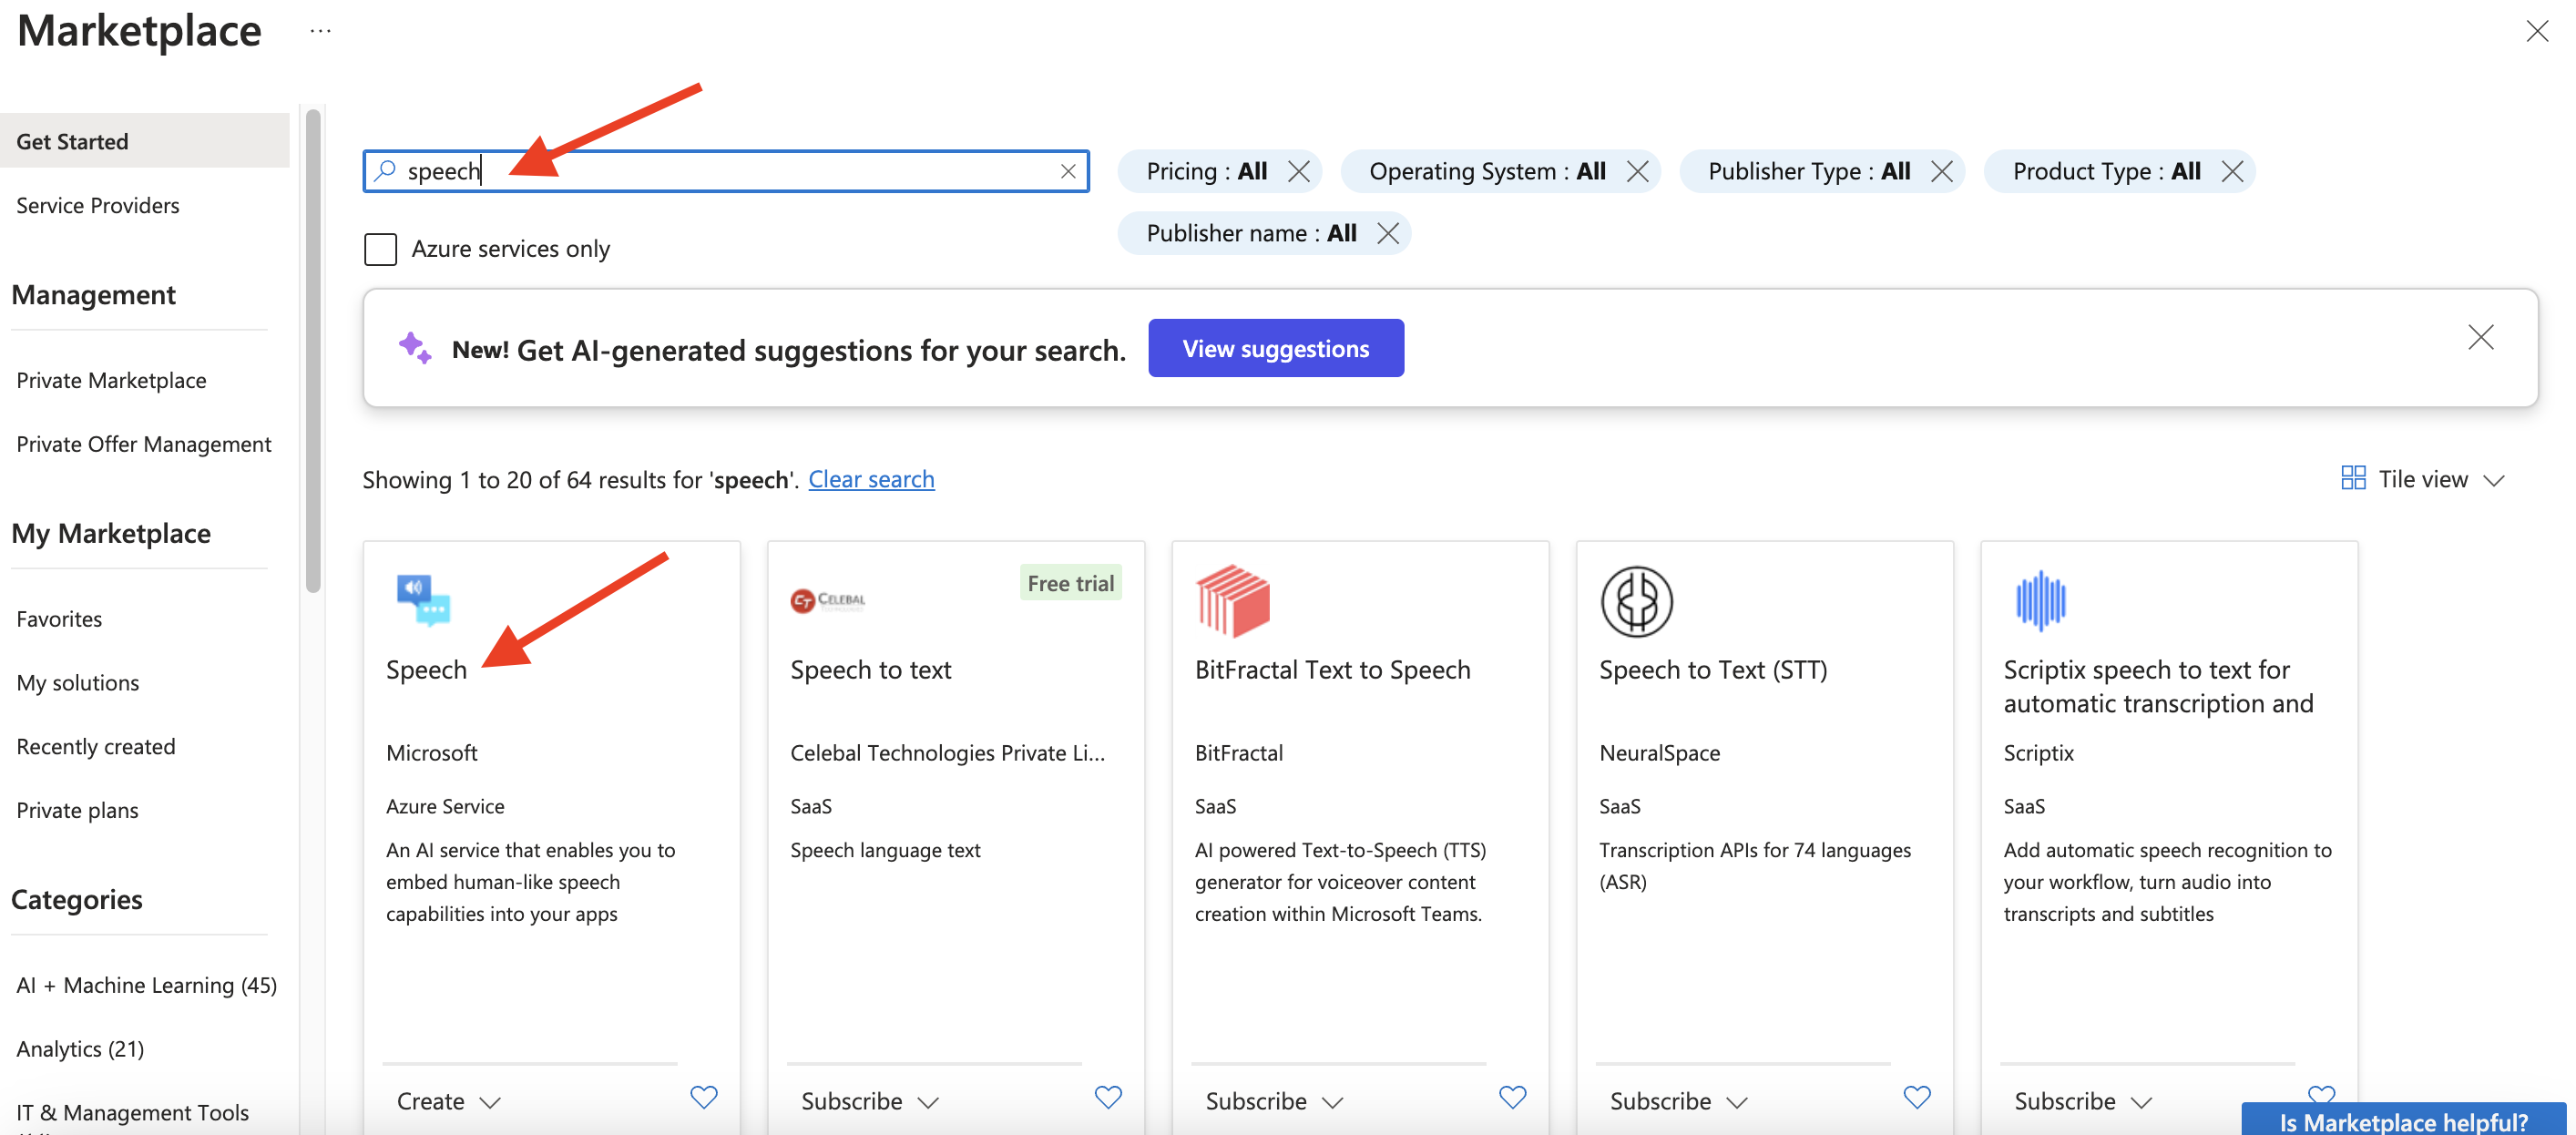 Marketplace ...
Get Started
Service Providers
Management
Private Marketplace
Private Offer Management
My Marketplace
Favorites
My solutions
Recently created
Private plans
Categories
AI + Machine Learning (45)
Analytics (21)
IT & Management Tools
speech
Pricing : All
Operating System : All
Publisher Type : All
Product Type : All
Publisher name : All
Azure services only
New! Get AI-generated suggestions for your search.
View suggestions
Showing 1 to 20 of 64 results for 'speech'. Clear search
Tile view
Speech
Microsoft
Azure Service
An AI service that enables you to
embed human-like speech
capabilities into your apps
Create
CT CELEBAL
Free trial
Speech to text
Celebal Technologies Private Li...
SaaS
Speech language text
Subscribe
BitFractal Text to Speech
BitFractal
SaaS
AI powered Text-to-Speech (TTS)
generator for voiceover content
creation within Microsoft Teams.
Subscribe
Speech to Text (STT)
NeuralSpace
SaaS
Transcription APIs for 74 languages
(ASR)
Subscribe
Scriptix speech to text for
automatic transcription and
Scriptix
SaaS
Add automatic speech recognition to
your workflow, turn audio into
transcripts and subtitles
Subscribe
Is Marketplace helpful?